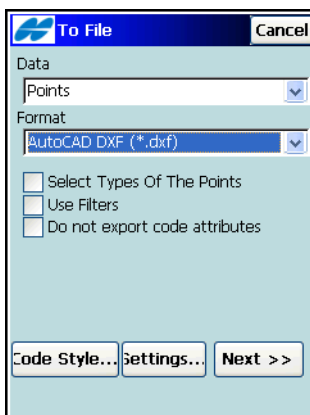 To File Cancel
Data
Points
Format
AutoCAD DXF (*.dxf)
Select Types Of The Points
Use Filters
Do not export code attributes
Code Style... Settings... Next >>